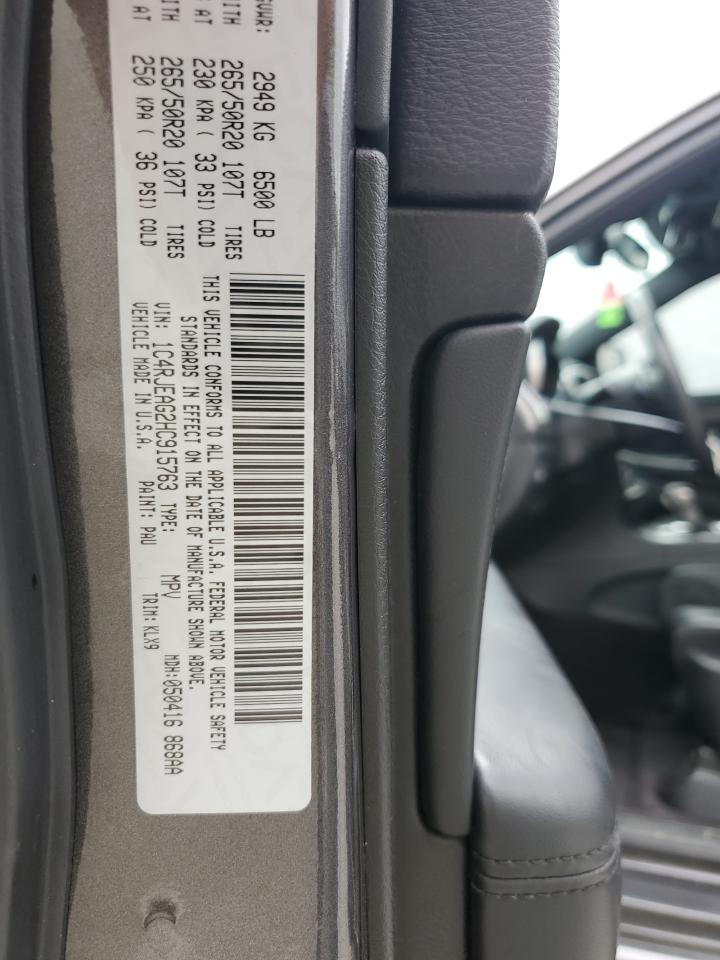 GVWR: 2949 KG 6500 LB
WITH 265/50R20 107T TIRES
AT 230 KPA ( 33 PSI) COLD
WITH 265/50R20 107T TIRES
AT 250 KPA ( 36 PSI) COLD
THIS VEHICLE CONFORMS TO ALL APPLICABLE U.S.A. FEDERAL MOTOR VEHICLE SAFETY
STANDARDS IN EFFECT ON THE DATE OF MANUFACTURE SHOWN ABOVE.
VIN: 1C4RJEAG2HC915763 TYPE: MPV MDH:050416 868AA
VEHICLE MADE IN U.S.A. PAINT: PAU TRIM:KLX9